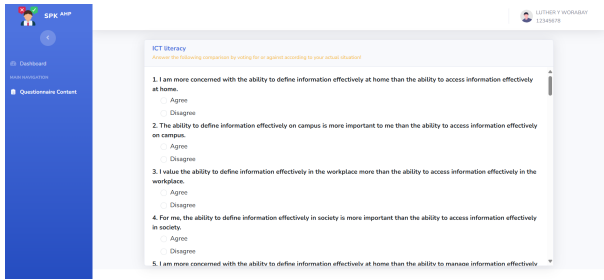 SPK AHP
LUTHER Y WORABAY
12345678
Dashboard
MAIN NAVIGATION
Questionnaire Content
ICT literacy
Answer the following comparison by voting for or against according to your actual situation!
1. I am more concerned with the ability to define information effectively at home than the ability to access information effectively
at home.
Agree
Disagree
2. The ability to define information effectively on campus is more important to me than the ability to access information effectively
on campus.
Agree
Disagree
3. I value the ability to define information effectively in the workplace more than the ability to access information effectively in the
workplace.
Agree
Disagree
4. For me, the ability to define information effectively in society is more important than the ability to access information effectively
in society.
Agree
Disagree
5. I am more concerned with the ability to define information effectively at home than the ability to manage information effectively